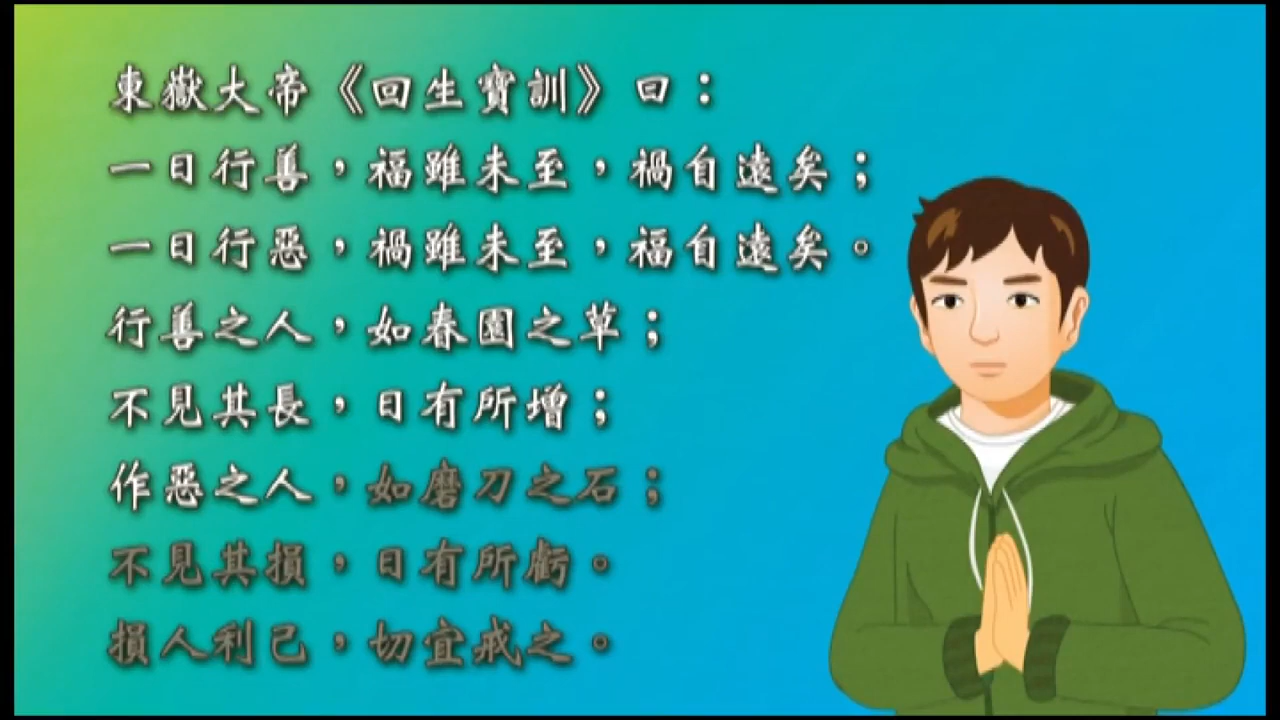 東嶽大帝《回生寶訓》曰：
一日行善，福雖未至，禍自遠矣；
一日行惡，禍雖未至，福自遠矣。
行善之人，如春園之草；
不見其長，日有所增；
作惡之人，如磨刀之石；
不見其損，日有所虧。
損人利己，切宜戒之。